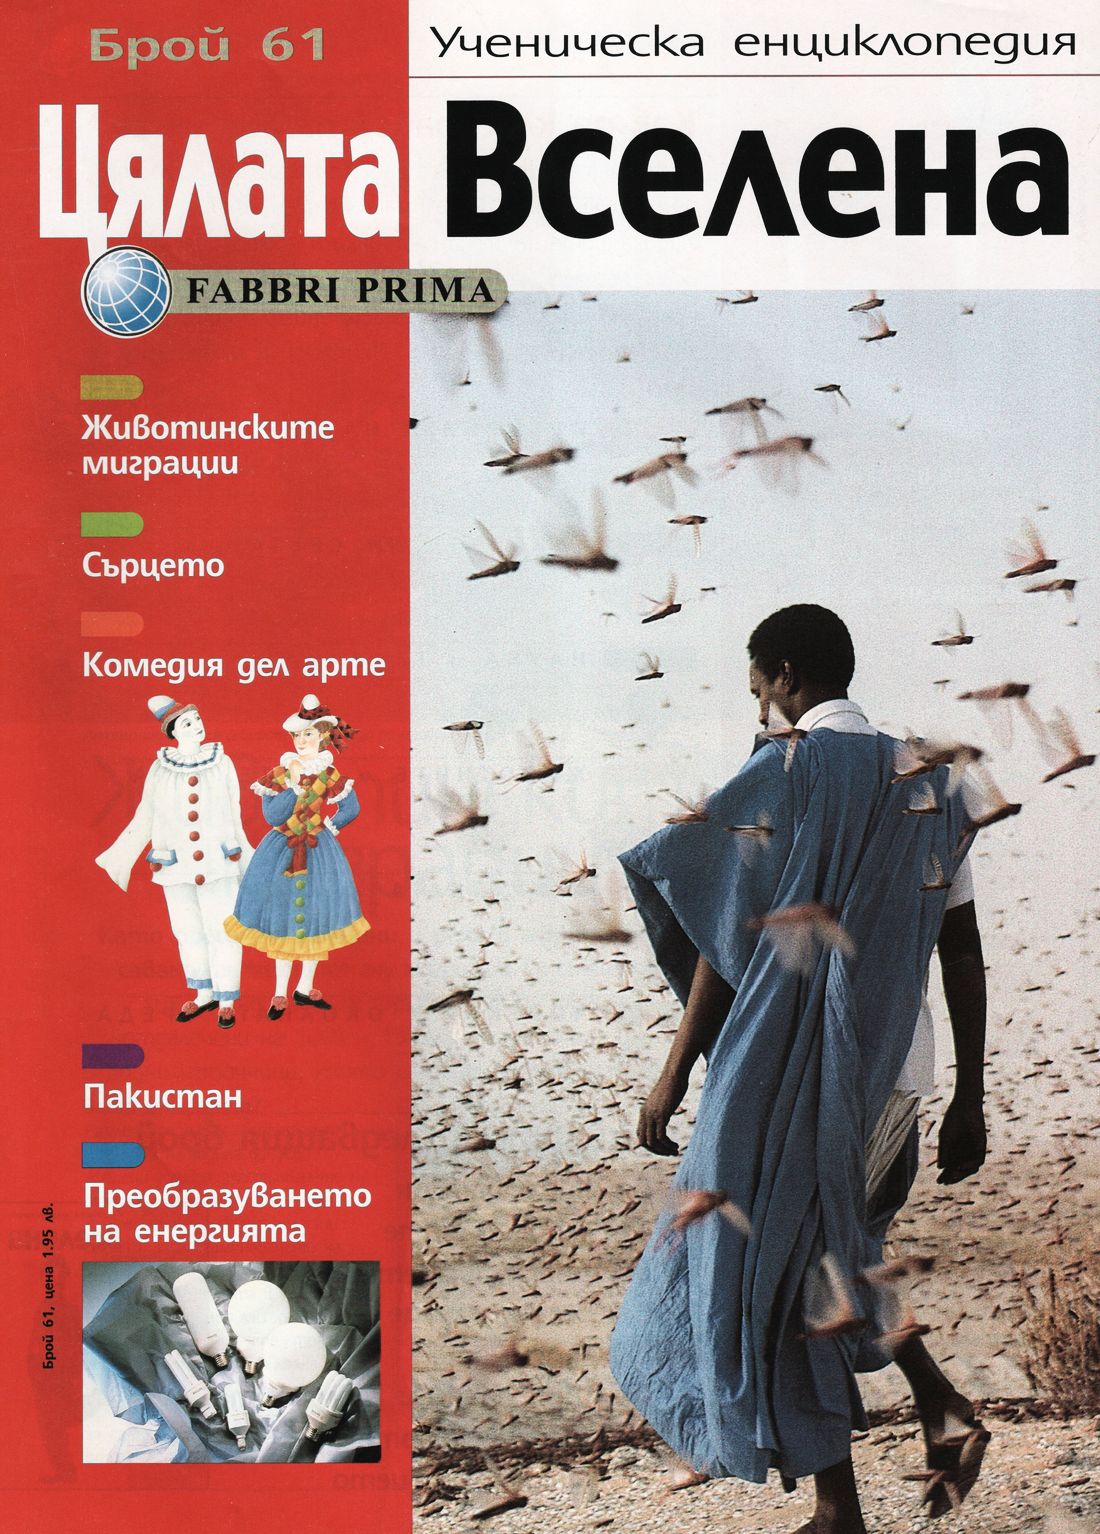 Брой 61
Ученическа енциклопедия
Цялата Вселена
FABBRI PRIMA
Животинските
миграции
Сърцето
Комедия дел арте
Пакистан
Преобразуването
на енергията
Брой 61, цена 1.95 лв.